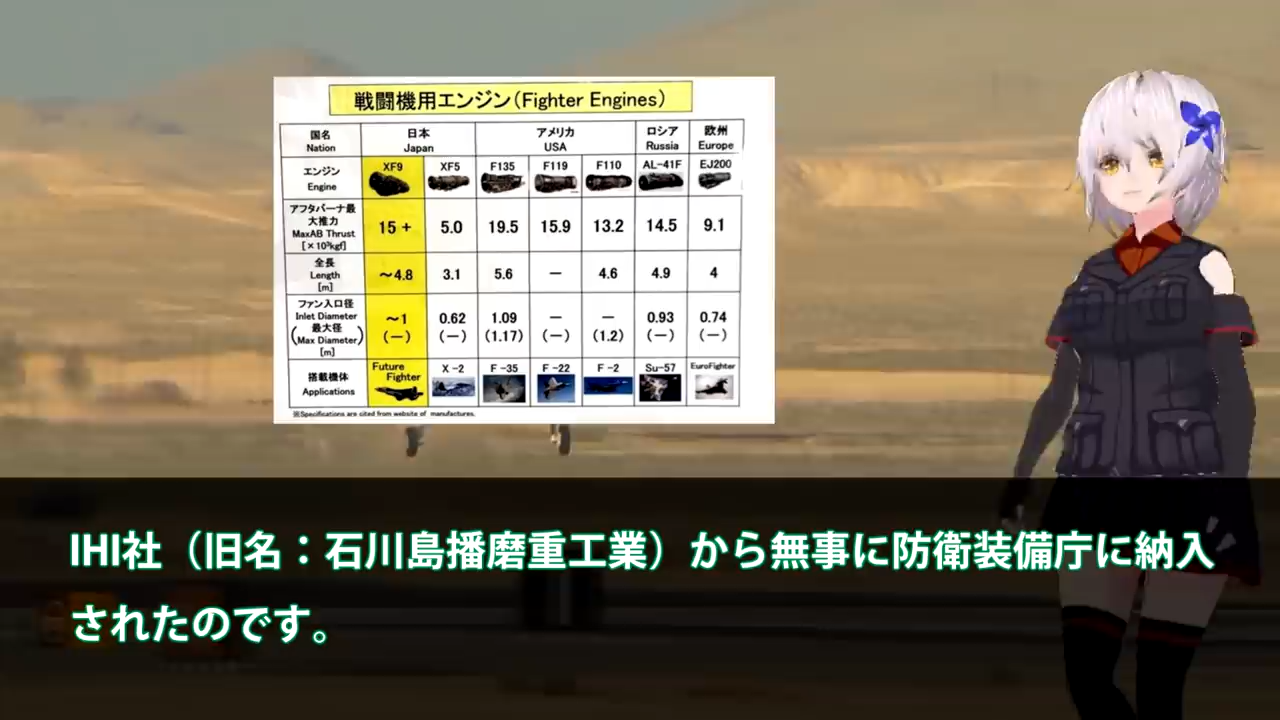 戦闘機用エンジン(Fighter Engines)
国名 日本 アメリカ ロシア 欧州
Nation Japan USA Russia Europe
エンジン XF9 XF5 F135 F119 F110 AL-41F EJ200
Engine
アフタバーナ最
大推力
MaxAB Thrust 15 + 5.0 19.5 15.9 13.2 14.5 9.1
[×10³kgf]
全長
Length ～4.8 3.1 5.6 － 4.6 4.9 4
[m]
ファン入口径
Inlet Diameter ～1 0.62 1.09 － － 0.93 0.74
最大径
(Max Diameter) (－) (－) (1.17) (－) (1.2) (－) (－)
[m]
搭載機体 Future Fighter X -2 F -35 F -22 F -2 Su-57 EuroFighter
Applications
※Specifications are cited from website of manufactures.
IHI社（旧名：石川島播磨重工業）から無事に防衛装備庁に納入
されたのです。